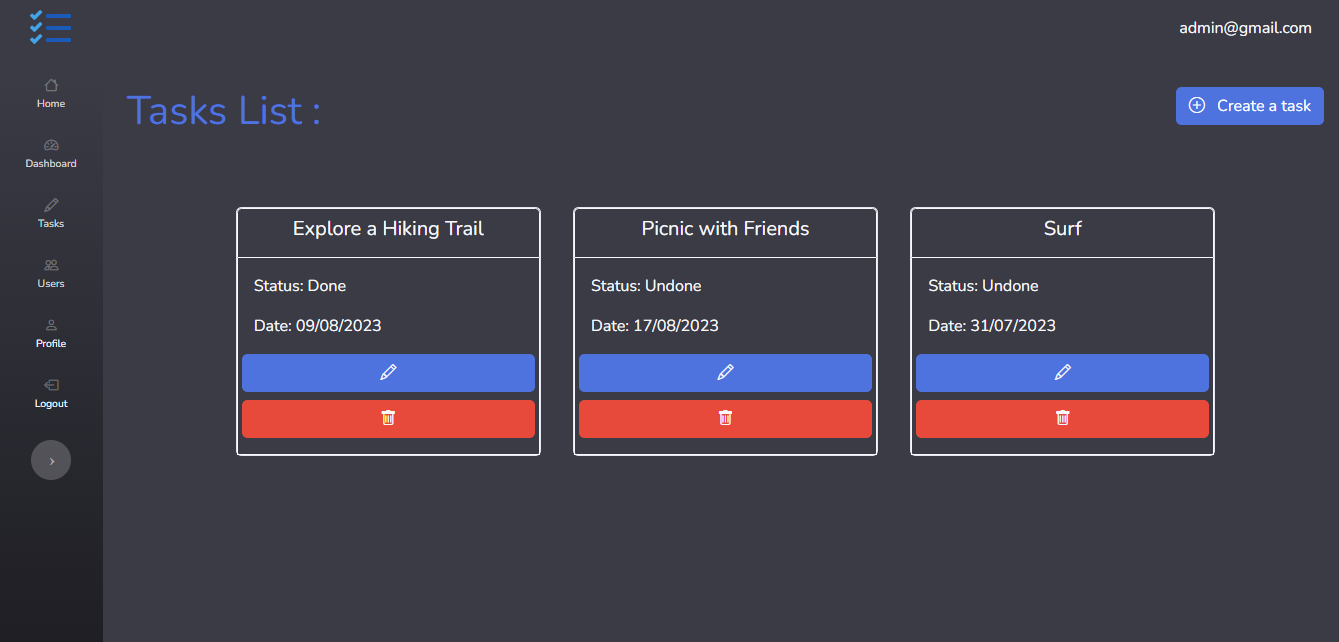 admin@gmail.com
Home
Dashboard
Tasks
Users
Profile
Logout
Tasks List :
Create a task
Explore a Hiking Trail
Status: Done
Date: 09/08/2023
Picnic with Friends
Status: Undone
Date: 17/08/2023
Surf
Status: Undone
Date: 31/07/2023